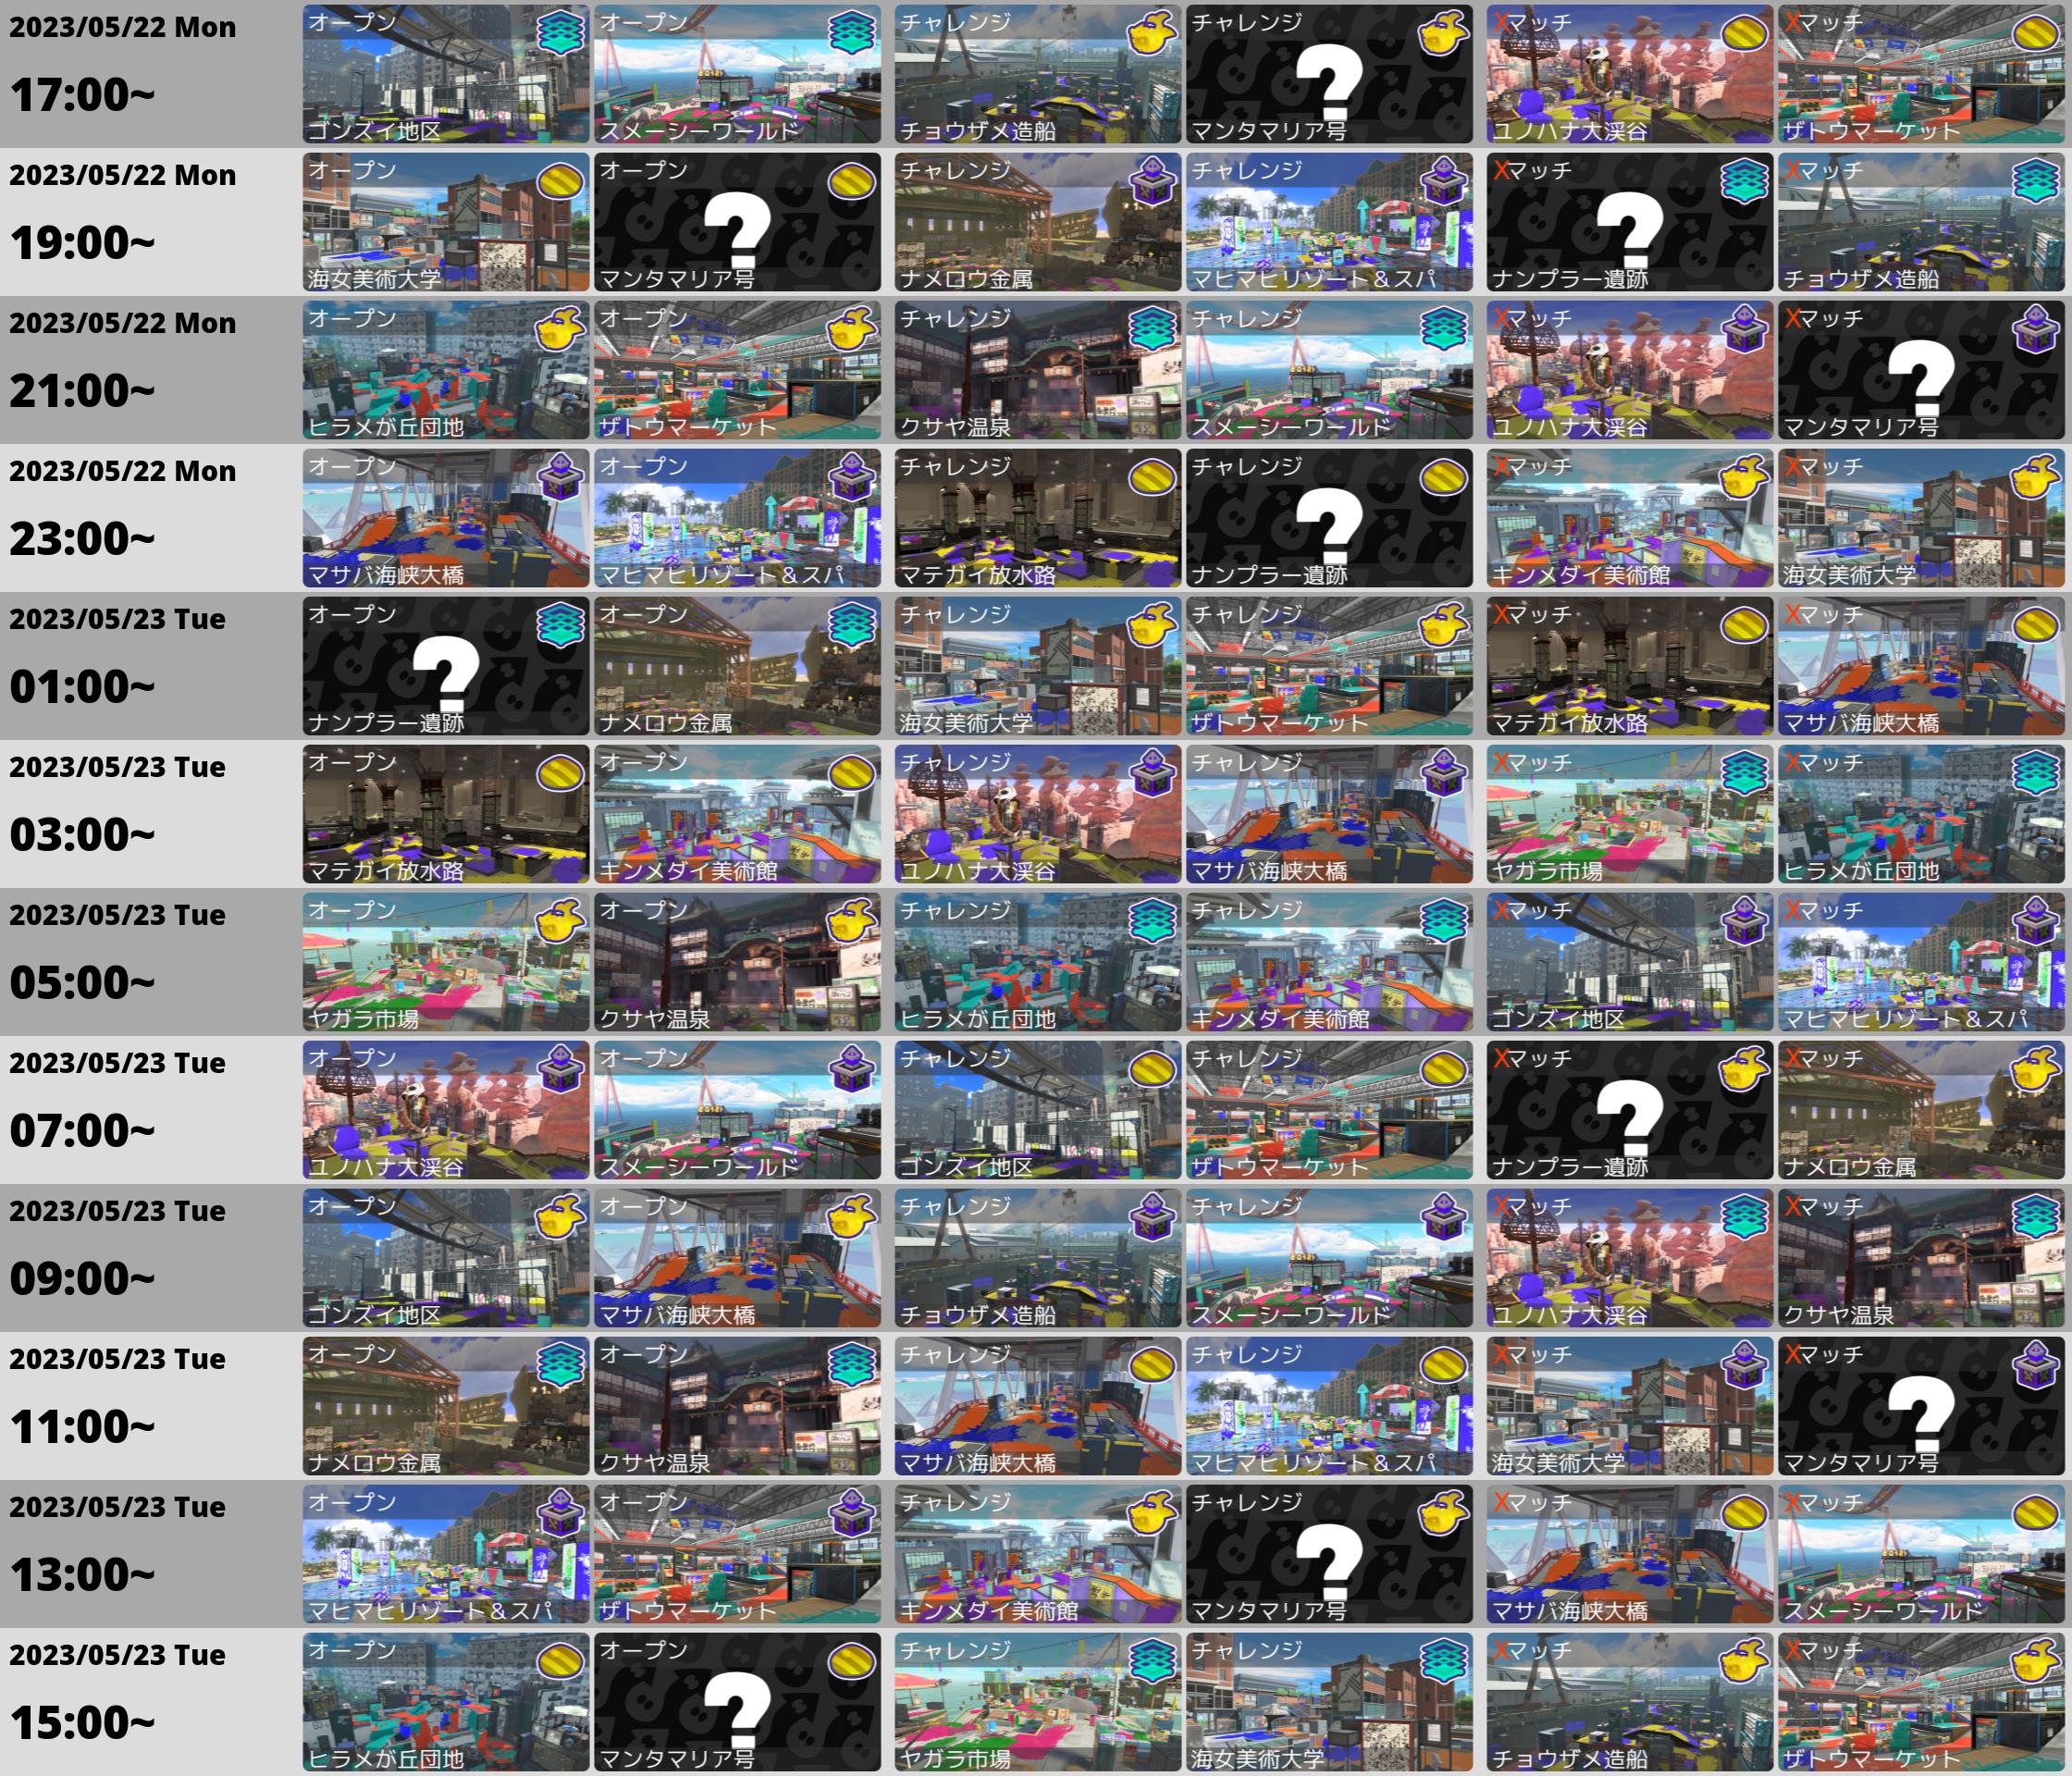 2023/05/22 Mon
17:00~
オープン オープン チャレンジ チャレンジ Xマッチ Xマッチ
ゴンズイ地区 スメーシーワールド チョウザメ造船 マンタマリア号 ユノハナ大渓谷 ザトウマーケット
2023/05/22 Mon
19:00~
オープン オープン チャレンジ チャレンジ Xマッチ Xマッチ
海女美術大学 マンタマリア号 ナメロウ金属 マヒマヒリゾート&スパ ナンプラー遺跡 チョウザメ造船
2023/05/22 Mon
21:00~
オープン オープン チャレンジ チャレンジ Xマッチ Xマッチ
ヒラメが丘団地 ザトウマーケット クサヤ温泉 スメーシーワールド ユノハナ大渓谷 マンタマリア号
2023/05/22 Mon
23:00~
オープン オープン チャレンジ チャレンジ Xマッチ Xマッチ
マサバ海峡大橋 マヒマヒリゾート&スパ マテガイ放水路 ナンプラー遺跡 キンメダイ美術館 海女美術大学
2023/05/23 Tue
01:00~
オープン オープン チャレンジ チャレンジ Xマッチ Xマッチ
ナンプラー遺跡 ナメロウ金属 海女美術大学 ザトウマーケット マテガイ放水路 マサバ海峡大橋
2023/05/23 Tue
03:00~
オープン オープン チャレンジ チャレンジ Xマッチ Xマッチ
マテガイ放水路 キンメダイ美術館 ユノハナ大渓谷 マサバ海峡大橋 ヤガラ市場 ヒラメが丘団地
2023/05/23 Tue
05:00~
オープン オープン チャレンジ チャレンジ Xマッチ Xマッチ
ヤガラ市場 クサヤ温泉 ヒラメが丘団地 キンメダイ美術館 ゴンズイ地区 マヒマヒリゾート&スパ
2023/05/23 Tue
07:00~
オープン オープン チャレンジ チャレンジ Xマッチ Xマッチ
ユノハナ大渓谷 スメーシーワールド ゴンズイ地区 ザトウマーケット ナンプラー遺跡 ナメロウ金属
2023/05/23 Tue
09:00~
オープン オープン チャレンジ チャレンジ Xマッチ Xマッチ
ゴンズイ地区 マサバ海峡大橋 チョウザメ造船 スメーシーワールド ユノハナ大渓谷 クサヤ温泉
2023/05/23 Tue
11:00~
オープン オープン チャレンジ チャレンジ Xマッチ Xマッチ
ナメロウ金属 クサヤ温泉 マサバ海峡大橋 マヒマヒリゾート&スパ 海女美術大学 マンタマリア号
2023/05/23 Tue
13:00~
オープン オープン チャレンジ チャレンジ Xマッチ Xマッチ
マヒマヒリゾート&スパ ザトウマーケット キンメダイ美術館 マンタマリア号 マサバ海峡大橋 スメーシーワールド
2023/05/23 Tue
15:00~
オープン オープン チャレンジ チャレンジ Xマッチ Xマッチ
ヒラメが丘団地 マンタマリア号 ヤガラ市場 海女美術大学 チョウザメ造船 ザトウマーケット